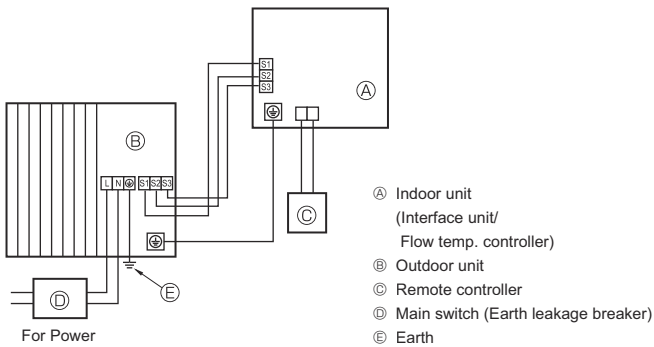 S1
S2
S3
Ⓐ
Ⓑ
L N S1 S2 S3
Ⓒ
Ⓓ
Ⓔ
For Power
Ⓐ Indoor unit
(Interface unit/
Flow temp. controller)
Ⓑ Outdoor unit
Ⓒ Remote controller
Ⓓ Main switch (Earth leakage breaker)
Ⓔ Earth